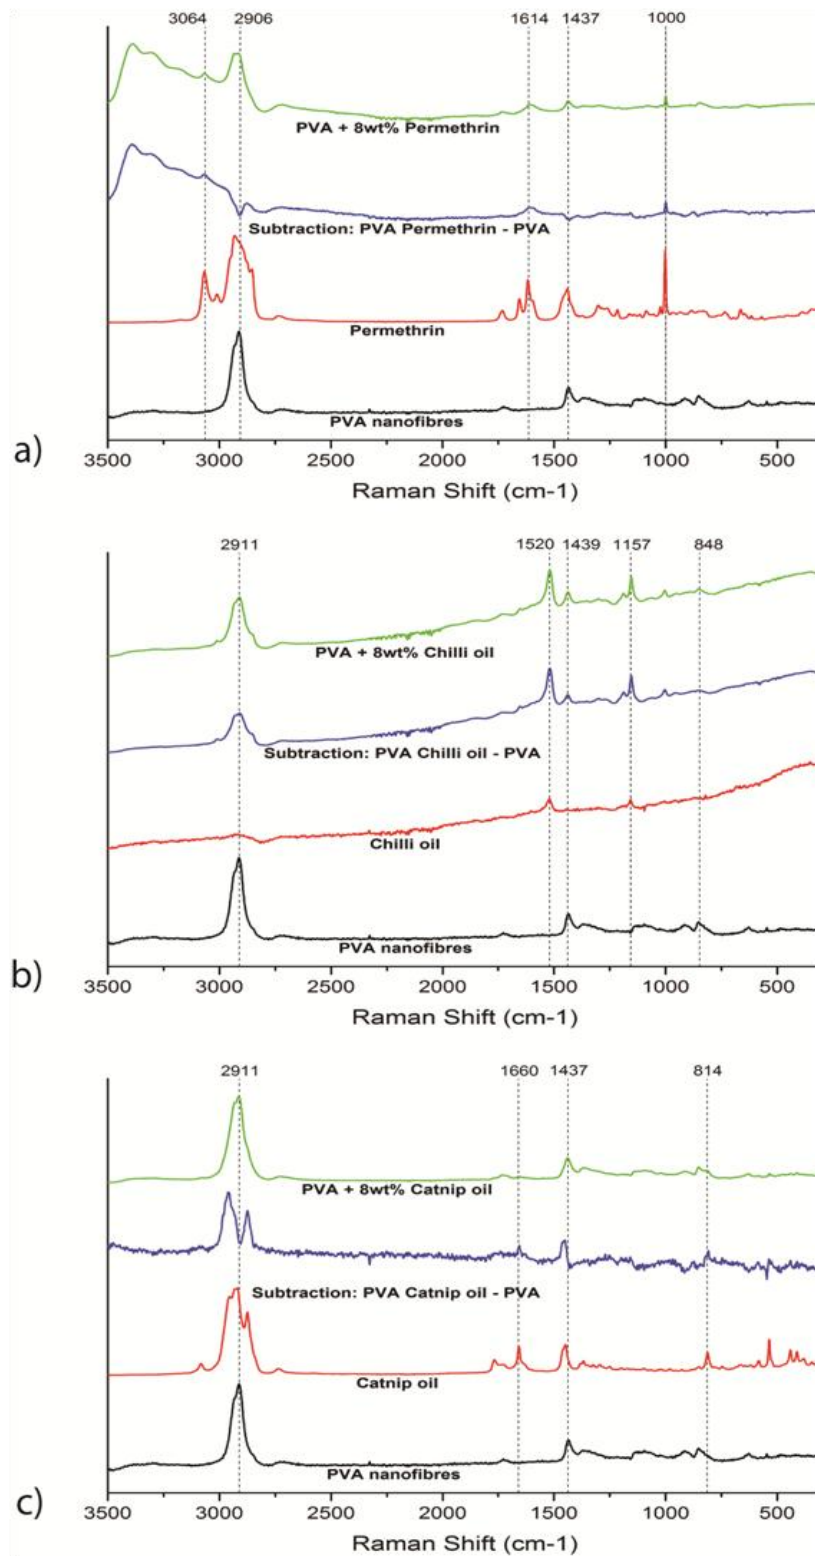 3064 2906 1614 1437 1000
PVA + 8wt% Permethrin
Subtraction: PVA Permethrin - PVA
Permethrin
PVA nanofibres
a)
3500 3000 2500 2000 1500 1000 500
Raman Shift (cm-1)
2911 1520 1439 1157 848
PVA + 8wt% Chilli oil
Subtraction: PVA Chilli oil - PVA
Chilli oil
PVA nanofibres
b)
3500 3000 2500 2000 1500 1000 500
Raman Shift (cm-1)
2911 1660 1437 814
PVA + 8wt% Catnip oil
Subtraction: PVA Catnip oil - PVA
Catnip oil
PVA nanofibres
c)
3500 3000 2500 2000 1500 1000 500
Raman Shift (cm-1)